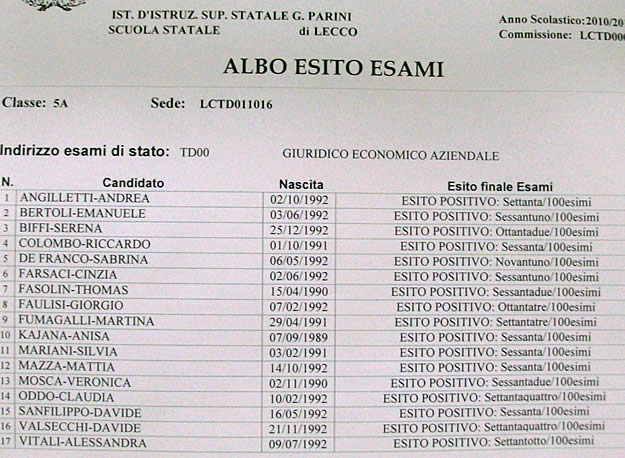 IST. D'ISTRUZ. SUP. STATALE G. PARINI
SCUOLA STATALE di LECCO
Anno Scolastico:2010/20
Commissione: LCTD00
ALBO ESITO ESAMI
Classe: 5A Sede: LCTD011016
Indirizzo esami di stato: TD00 GIURIDICO ECONOMICO AZIENDALE
N. Candidato Nascita Esito finale Esami
1 ANGILLETTI-ANDREA 02/10/1992 ESITO POSITIVO: Settanta/100esimi
2 BERTOLI-EMANUELE 03/06/1992 ESITO POSITIVO: Sessantuno/100esimi
3 BIFFI-SERENA 25/12/1992 ESITO POSITIVO: Ottantadue/100esimi
4 COLOMBO-RICCARDO 01/10/1991 ESITO POSITIVO: Sessanta/100esimi
5 DE FRANCO-SABRINA 06/05/1992 ESITO POSITIVO: Novantuno/100esimi
6 FARSACI-CINZIA 02/06/1992 ESITO POSITIVO: Sessantuno/100esimi
7 FASOLIN-THOMAS 15/04/1990 ESITO POSITIVO: Sessantadue/100esimi
8 FAULISI-GIORGIO 07/02/1992 ESITO POSITIVO: Ottantatre/100esimi
9 FUMAGALLI-MARTINA 29/04/1991 ESITO POSITIVO: Settantatre/100esimi
10 KAJANA-ANISA 07/09/1989 ESITO POSITIVO: Sessanta/100esimi
11 MARIANI-SILVIA 03/02/1991 ESITO POSITIVO: Sessanta/100esimi
12 MAZZA-MATTIA 14/10/1992 ESITO POSITIVO: Sessanta/100esimi
13 MOSCA-VERONICA 02/11/1990 ESITO POSITIVO: Sessantadue/100esimi
14 ODDO-CLAUDIA 10/02/1992 ESITO POSITIVO: Settantaquattro/100esimi
15 SANFILIPPO-DAVIDE 16/05/1992 ESITO POSITIVO: Sessanta/100esimi
16 VALSECCHI-DAVIDE 21/11/1992 ESITO POSITIVO: Settantaquattro/100esimi
17 VITALI-ALESSANDRA 09/07/1992 ESITO POSITIVO: Settantotto/100esimi